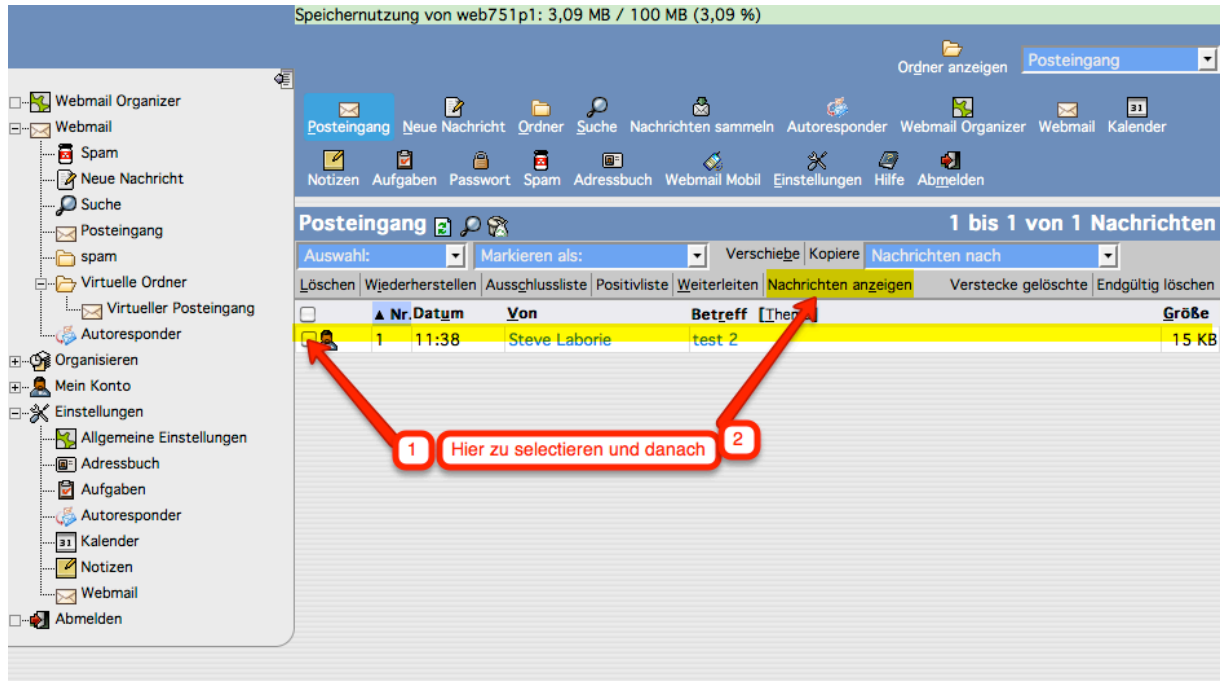 Speichernutzung von web751p1: 3,09 MB / 100 MB (3,09 %)
Ordner anzeigen Posteingang
Webmail Organizer
Webmail
Spam
Neue Nachricht
Suche
Posteingang
spam
Virtuelle Ordner
Virtueller Posteingang
Autoresponder
Organisieren
Mein Konto
Einstellungen
Allgemeine Einstellungen
Adressbuch
Aufgaben
Autoresponder
31 Kalender
Notizen
Webmail
Abmelden
31
Posteingang Neue Nachricht Ordner Suche Nachrichten sammeln Autoresponder Webmail Organizer Webmail Kalender
Notizen Aufgaben Passwort Spam Adressbuch Webmail Mobil Einstellungen Hilfe Abmelden
Posteingang 1 bis 1 von 1 Nachrichten
Auswahl: Markieren als: Verschiebe Kopiere Nachrichten nach
Löschen Wiederherstellen Ausschlussliste Positivliste Weiterleiten Nachrichten anzeigen Verstecke gelöschte Endgültig löschen
▲ Nr. Datum Von Betreff Größe
1 11:38 Steve Laborie test 2 15 KB
1 Hier zu selectieren und danach 2